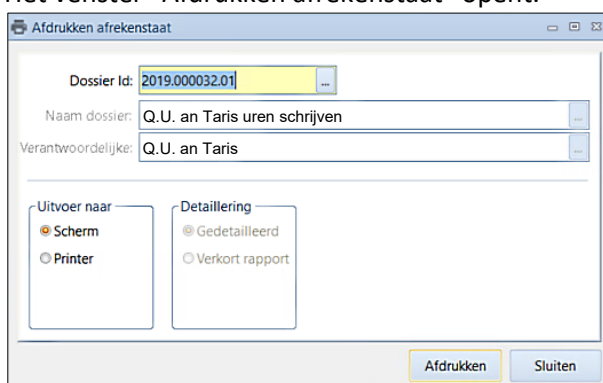 Het venster "Afdrukken afrekenstaat" opent.
Afdrukken afrekenstaat
Dossier Id: 2019.000032.01 ...
Naam dossier: Q.U. an Taris uren schrijven ...
Verantwoordelijke: Q.U. an Taris ...
Uitvoer naar Detaillering
Scherm Gedetailleerd
Printer Verkort rapport
Afdrukken Sluiten